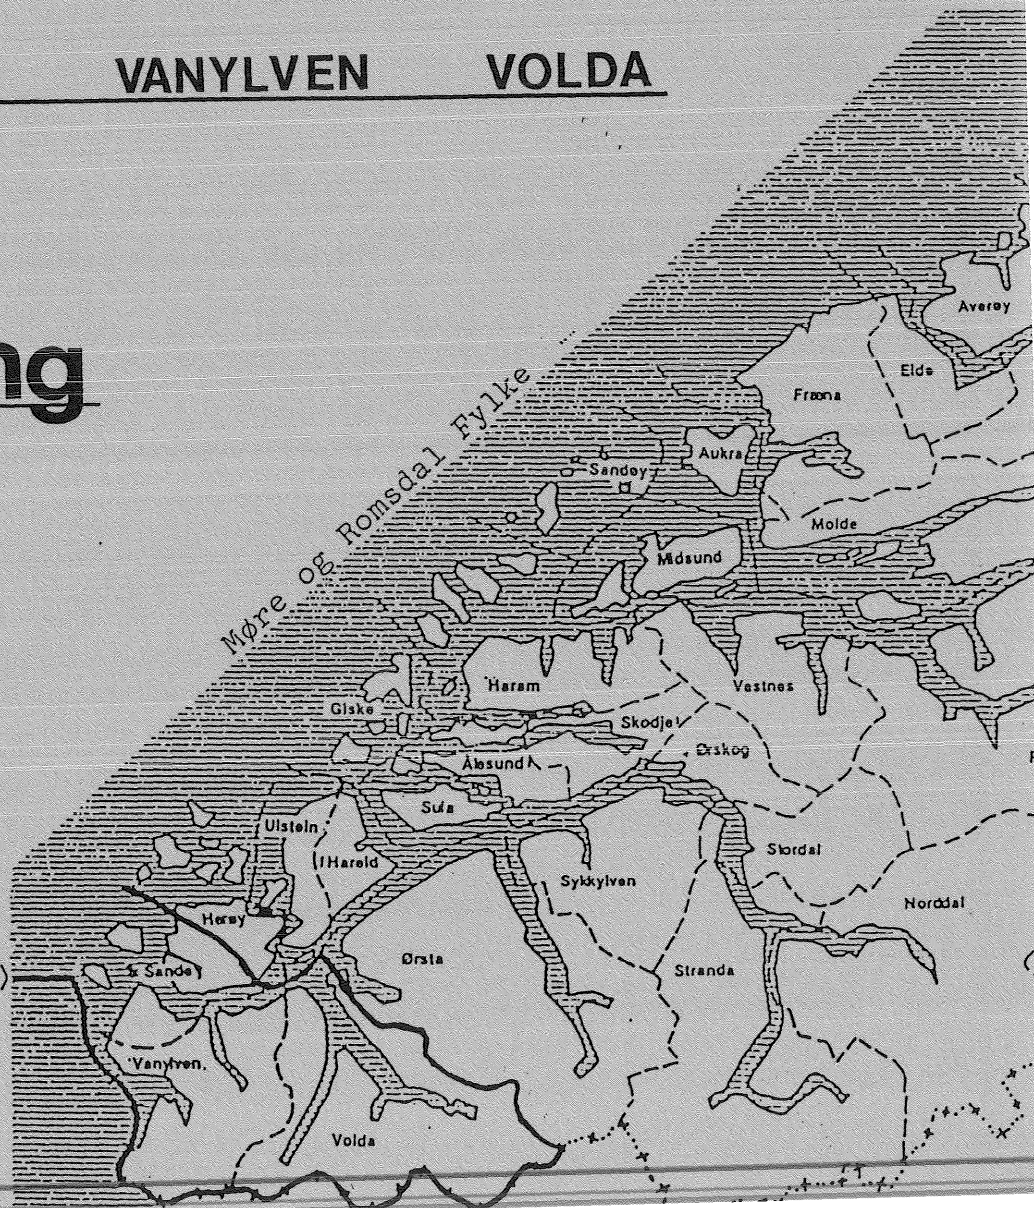 VANYLVEN VOLDA
ng
Møre og Romsdal Fylke
Averøy
Eide
Fræna
Aukra
Sandøy
Molde
Midsund
Haram
Vestnes
Giske
Skodje
Ørskog
Ålesund
Sula
Ulstein
Hareid
Stordal
Sykkylven
Norddal
Herøy
Ørsta
Sande
Stranda
Vanylven
Volda